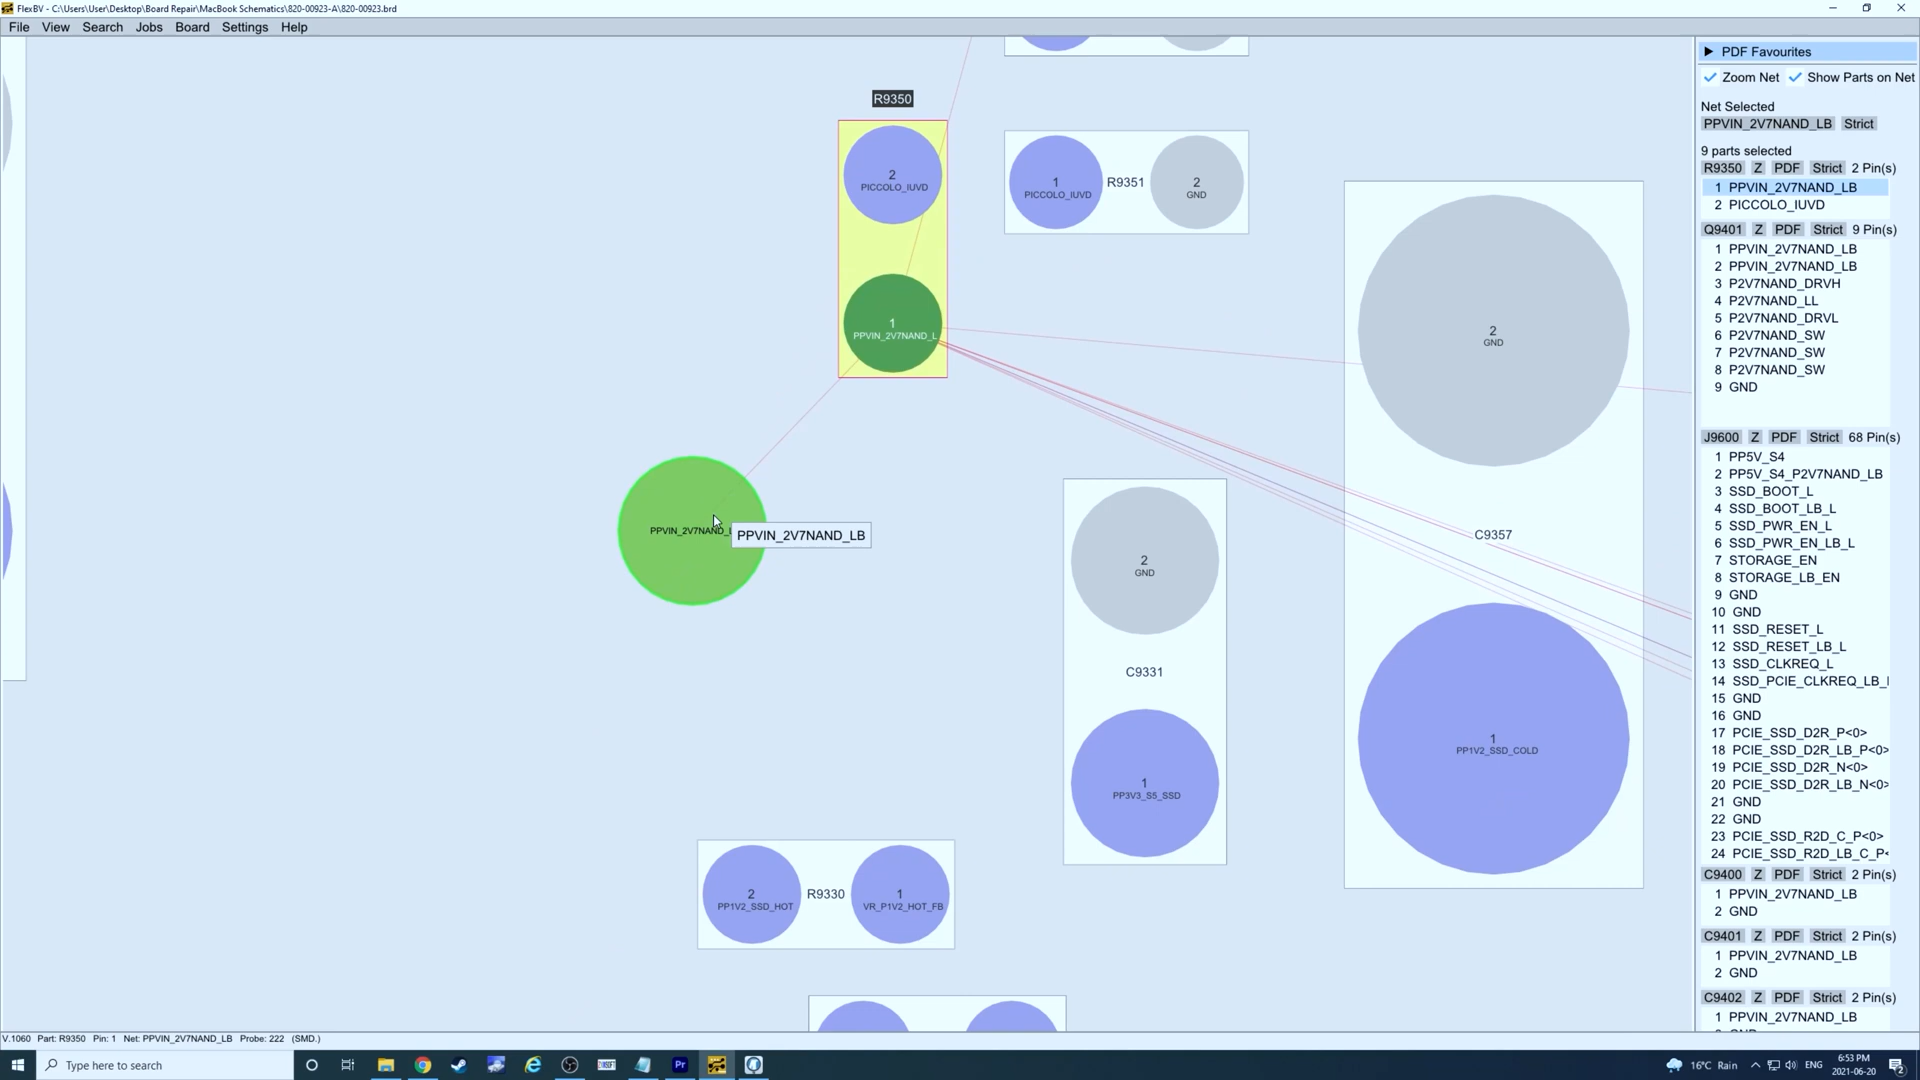 FlexBV - C:\Users\User\Desktop\Board Repair\MacBook Schematics\820-00923-A\820-00923.brd
File View Search Jobs Board Settings Help
R9350
2
PICCOLO_IUVD
1
PPVIN_2V7NAND_L
1
PICCOLO_IUVD
R9351
2
GND
2
GND
C9357
1
PP1V2_SSD_COLD
PPVIN_2V7NAND_L
PPVIN_2V7NAND_LB
2
GND
C9331
1
PP3V3_S5_SSD
2
PP1V2_SSD_HOT
R9330
1
VR_P1V2_HOT_FB
PDF Favourites
Zoom Net Show Parts on Net
Net Selected
PPVIN_2V7NAND_LB Strict
9 parts selected
R9350 Z PDF Strict 2 Pin(s)
1 PPVIN_2V7NAND_LB
2 PICCOLO_IUVD
Q9401 Z PDF Strict 9 Pin(s)
1 PPVIN_2V7NAND_LB
2 PPVIN_2V7NAND_LB
3 P2V7NAND_DRVH
4 P2V7NAND_LL
5 P2V7NAND_DRVL
6 P2V7NAND_SW
7 P2V7NAND_SW
8 P2V7NAND_SW
9 GND
J9600 Z PDF Strict 68 Pin(s)
1 PP5V_S4
2 PP5V_S4_P2V7NAND_LB
3 SSD_BOOT_L
4 SSD_BOOT_LB_L
5 SSD_PWR_EN_L
6 SSD_PWR_EN_LB_L
7 STORAGE_EN
8 STORAGE_LB_EN
9 GND
10 GND
11 SSD_RESET_L
12 SSD_RESET_LB_L
13 SSD_CLKREQ_L
14 SSD_PCIE_CLKREQ_LB_
15 GND
16 GND
17 PCIE_SSD_D2R_P<0>
18 PCIE_SSD_D2R_LB_P<0>
19 PCIE_SSD_D2R_N<0>
20 PCIE_SSD_D2R_LB_N<0>
21 GND
22 GND
23 PCIE_SSD_R2D_C_P<0>
24 PCIE_SSD_R2D_LB_C_P<
C9400 Z PDF Strict 2 Pin(s)
1 PPVIN_2V7NAND_LB
2 GND
C9401 Z PDF Strict 2 Pin(s)
1 PPVIN_2V7NAND_LB
2 GND
C9402 Z PDF Strict 2 Pin(s)
1 PPVIN_2V7NAND_LB
V.1060 Part: R9350 Pin: 1 Net: PPVIN_2V7NAND_LB Probe: 222 (SMD.)
Type here to search
Pr
16°C Rain
ENG
6:53 PM
2021-06-20
2